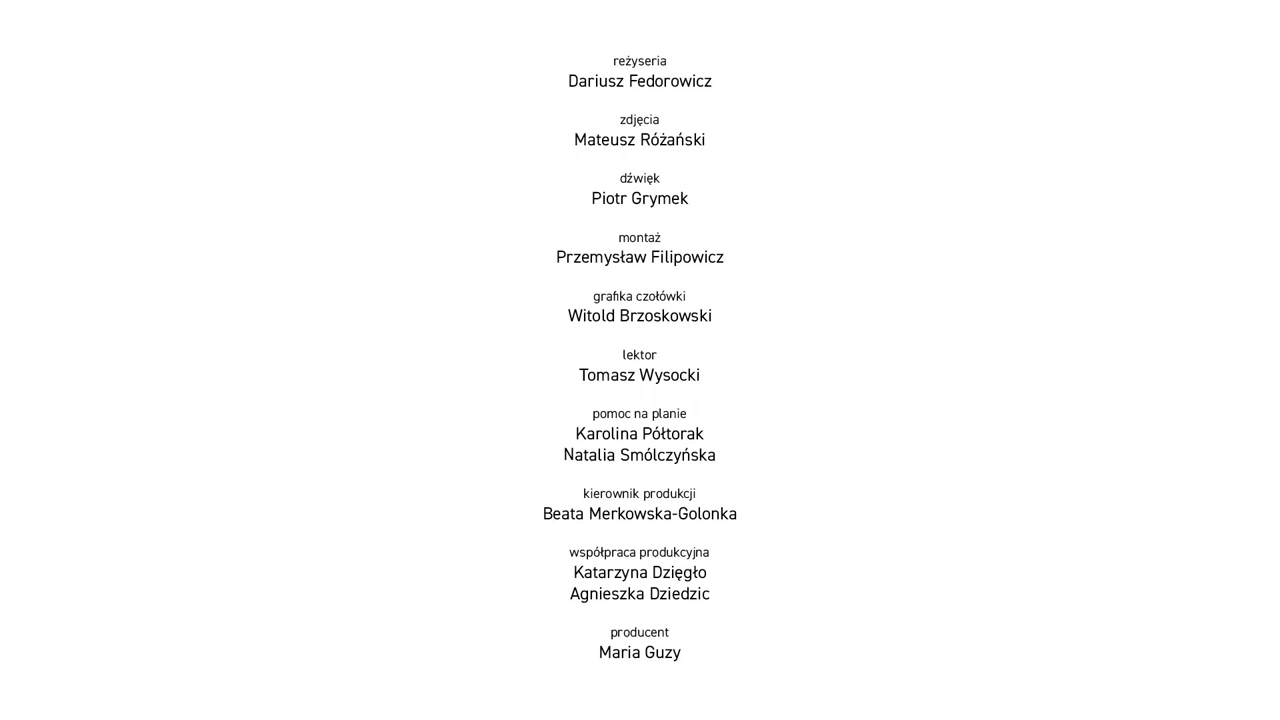 reżyseria
Dariusz Fedorowicz
zdjęcia
Mateusz Różański
dźwięk
Piotr Grymek
montaż
Przemysław Filipowicz
grafika czołówki
Witold Brzoskowski
lektor
Tomasz Wysocki
pomoc na planie
Karolina Półtorak
Natalia Smólczyńska
kierownik produkcji
Beata Merkowska-Golonka
współpraca produkcyjna
Katarzyna Dzięgło
Agnieszka Dziedzic
producent
Maria Guzy